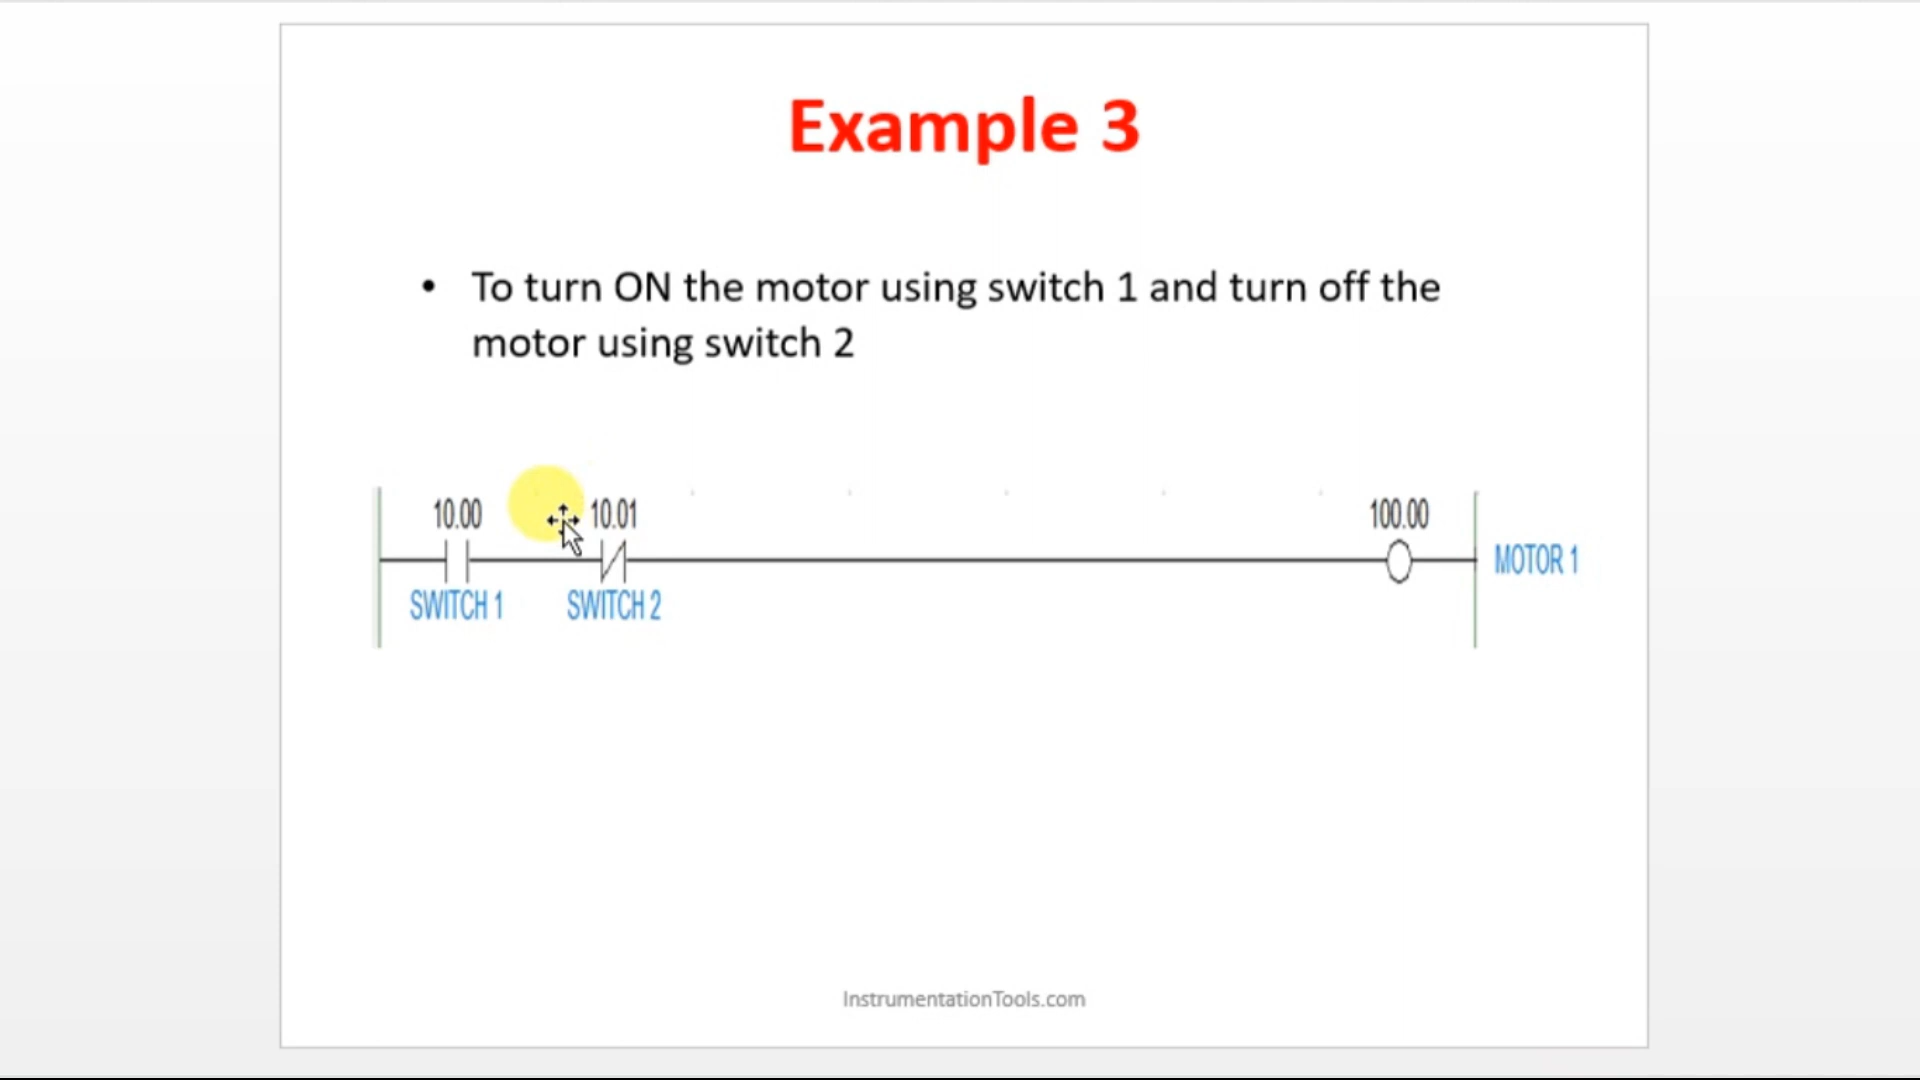 Example 3
• To turn ON the motor using switch 1 and turn off the
motor using switch 2
10.00 10.01 100.00
MOTOR 1
SWITCH 1 SWITCH 2
InstrumentationTools.com